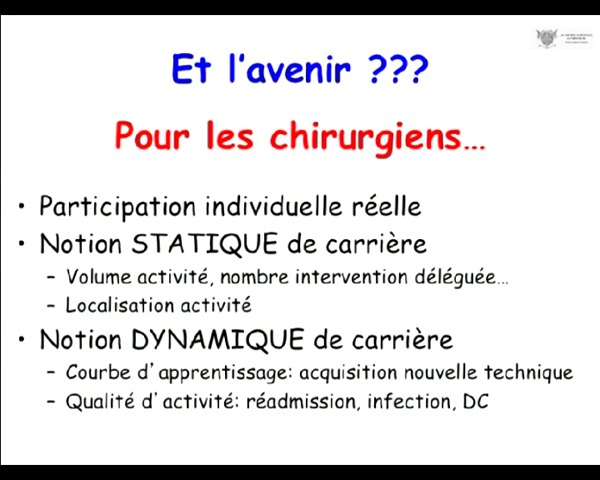 Et l'avenir ???
Pour les chirurgiens...
• Participation individuelle réelle
• Notion STATIQUE de carrière
– Volume activité, nombre intervention déléguée...
– Localisation activité
• Notion DYNAMIQUE de carrière
– Courbe d'apprentissage: acquisition nouvelle technique
– Qualité d'activité: réadmission, infection, DC